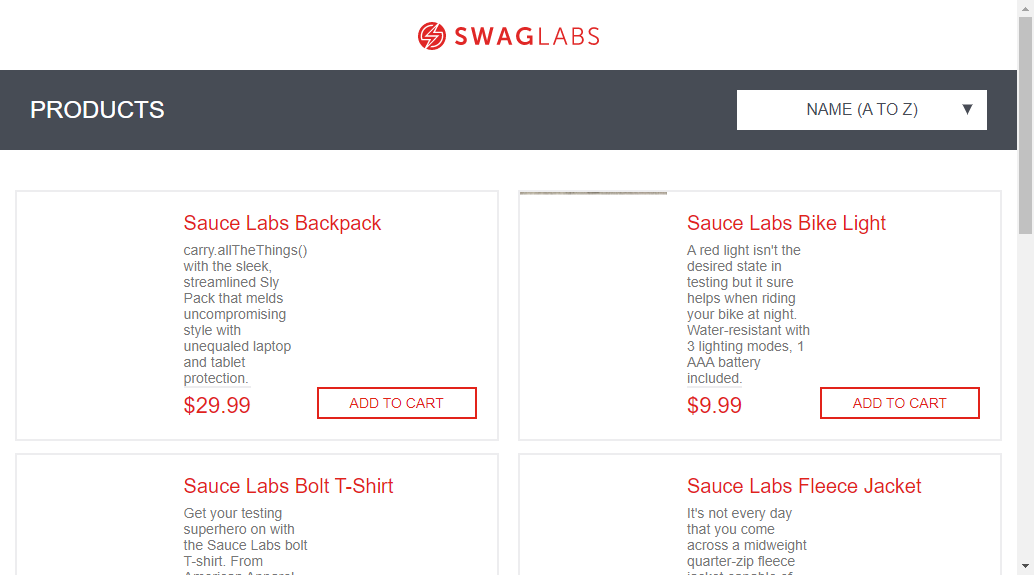 SWAGLABS
PRODUCTS
NAME (A TO Z)
Sauce Labs Backpack
carry.allTheThings()
with the sleek,
streamlined Sly
Pack that melds
uncompromising
style with
unequaled laptop
and tablet
protection.
$29.99
ADD TO CART
Sauce Labs Bike Light
A red light isn't the
desired state in
testing but it sure
helps when riding
your bike at night.
Water-resistant with
3 lighting modes, 1
AAA battery
included.
$9.99
ADD TO CART
Sauce Labs Bolt T-Shirt
Get your testing
superhero on with
the Sauce Labs bolt
T-shirt. From
American Apparel
Sauce Labs Fleece Jacket
It's not every day
that you come
across a midweight
quarter-zip fleece
jacket capable of